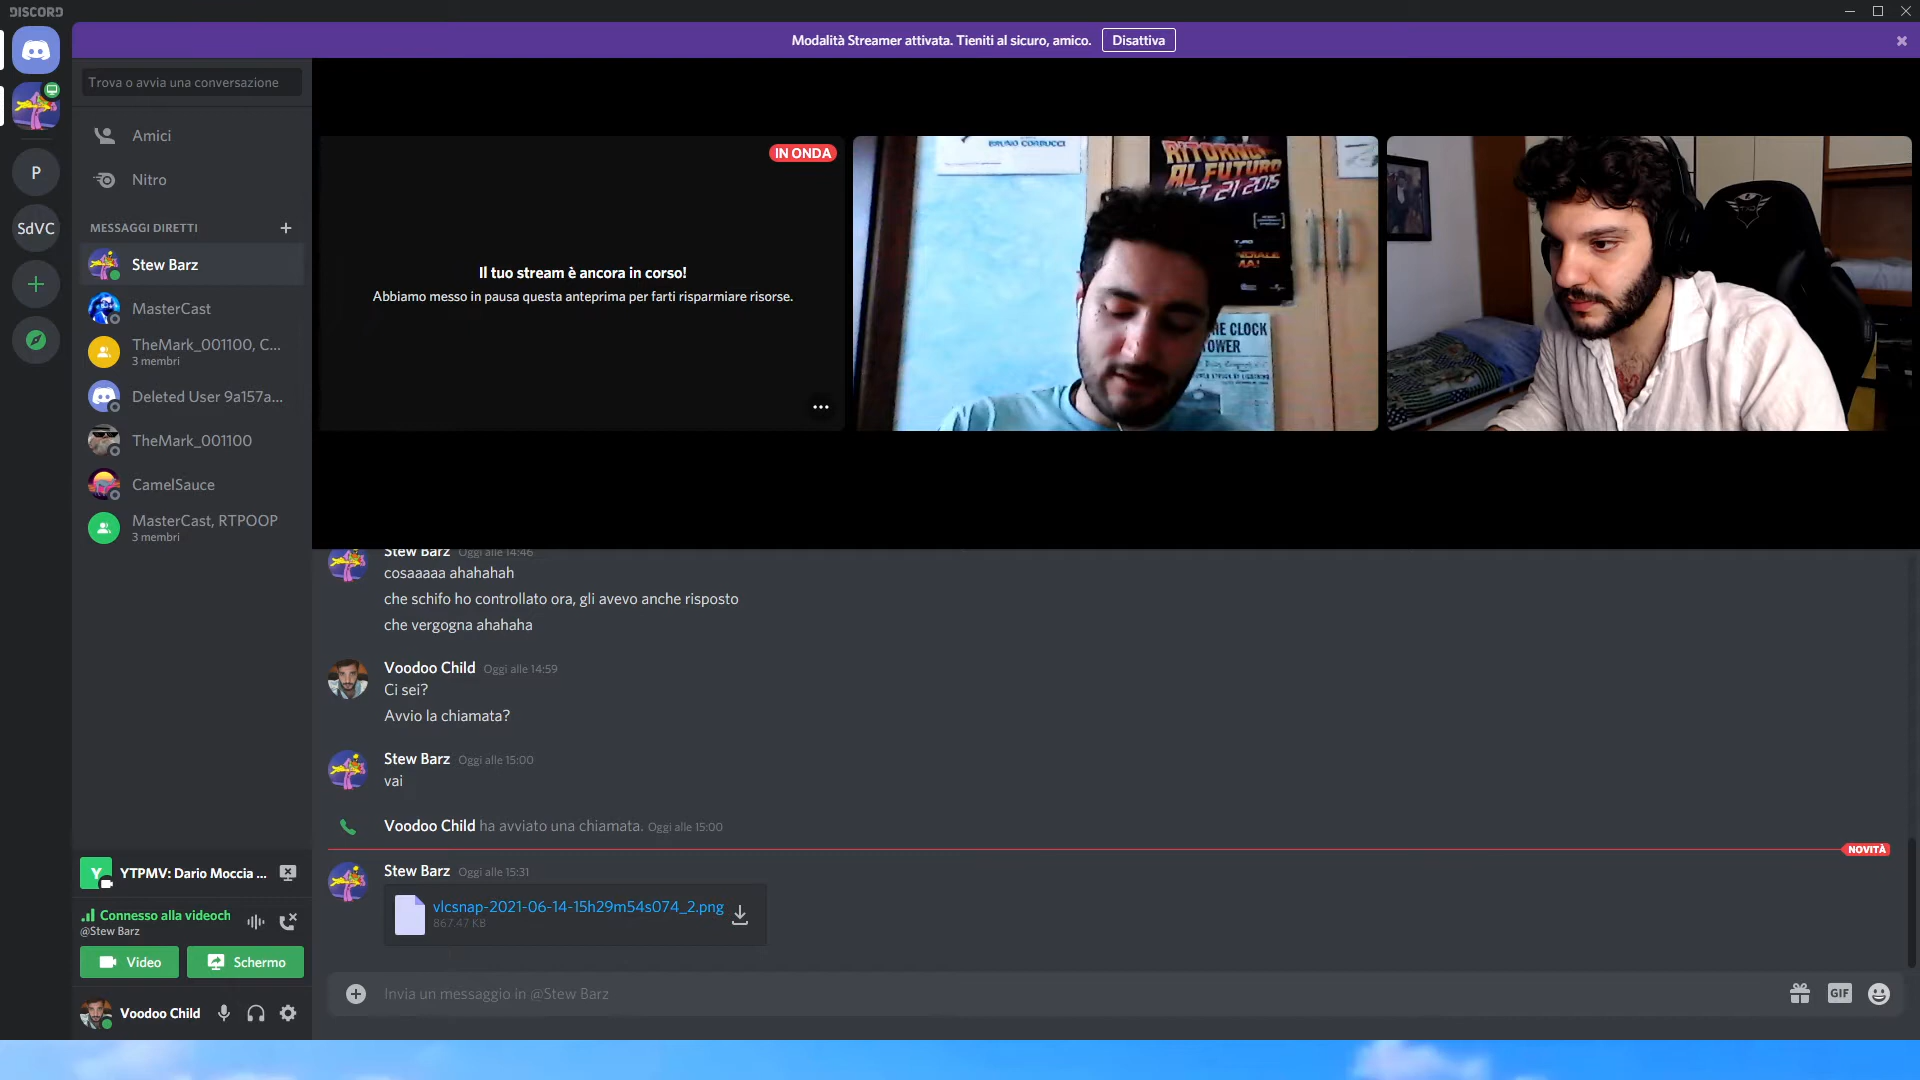 DISCORD
Modalità Streamer attivata. Tieniti al sicuro, amico.
Disattiva
Trova o avvia una conversazione
Amici
Nitro
MESSAGGI DIRETTI
Stew Barz
MasterCast
TheMark_001100, C...
3 membri
Deleted User 9a157a...
TheMark_001100
CamelSauce
MasterCast, RTPOOP
3 membri
P
SdVC
IN ONDA
Il tuo stream è ancora in corso!
Abbiamo messo in pausa questa anteprima per farti risparmiare risorse.
BRUNO CORBUCCI
RITORNO
AL FUTURO
21 2015
CLOCK
TOWER
Stew Barz Oggi alle 14:46
cosaaaaa ahahahah
che schifo ho controllato ora, gli avevo anche risposto
che vergogna ahahaha
Voodoo Child Oggi alle 14:59
Ci sei?
Avvio la chiamata?
Stew Barz Oggi alle 15:00
vai
Voodoo Child ha avviato una chiamata. Oggi alle 15:00
NOVITÀ
Stew Barz Oggi alle 15:31
vlcsnap-2021-06-14-15h29m54s074_2.png
867.47 KB
Invia un messaggio in @Stew Barz
GIF
Y
YTPMV: Dario Moccia ...
Connesso alla videoch
@Stew Barz
Video
Schermo
Voodoo Child